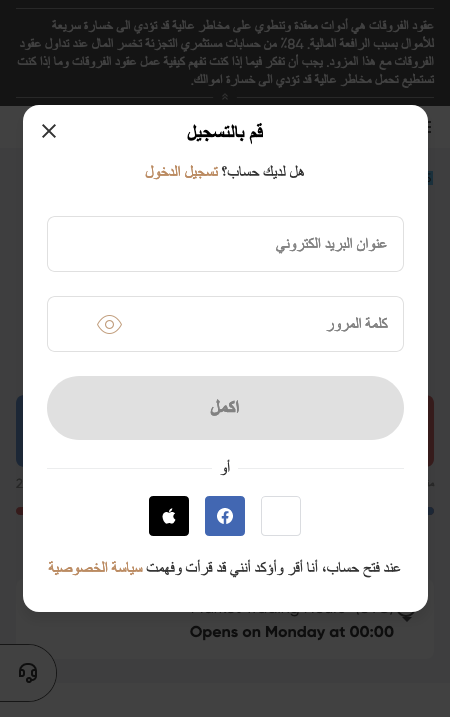 عقود الفروقات هي أدوات معقدة وتنطوي على مخاطر عالية قد تؤدي الى خسارة سريعة
للأموال بسبب الرافعة المالية. 84٪ من حسابات مستثمري التجزئة تخسر المال عند تداول عقود
الفروقات مع هذا المزود. يجب أن تفكر فيما إذا كنت تفهم كيفية عمل عقود الفروقات وما إذا كنت
تستطيع تحمل مخاطر عالية قد تؤدي الى خسارة اموالك.
قم بالتسجيل
هل لديك حساب؟ تسجيل الدخول
عنوان البريد الكتروني
كلمة المرور
اكمل
أو
عند فتح حساب، أنا أقر وأؤكد أنني قد قرأت وفهمت سياسة الخصوصية
Opens on Monday at 00:00